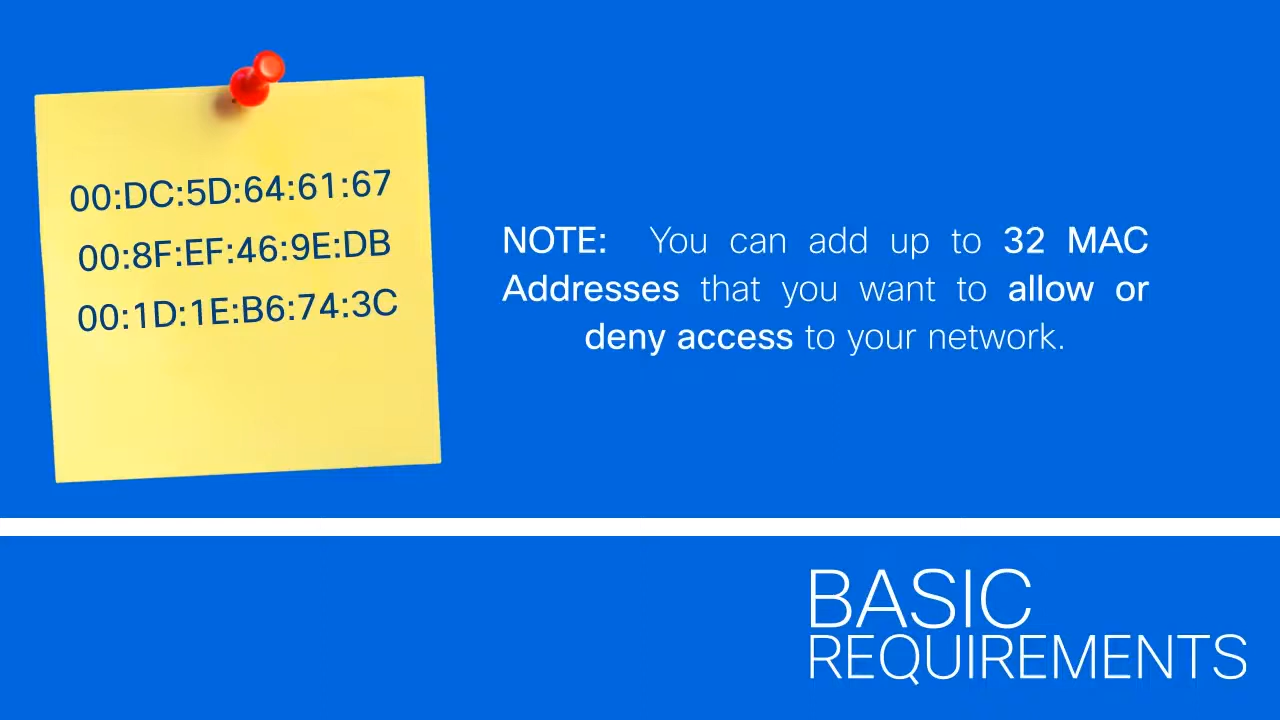 00:DC:5D:64:61:67
00:8F:EF:46:9E:DB
00:1D:1E:B6:74:3C
NOTE: You can add up to 32 MAC
Addresses that you want to allow or
deny access to your network.
BASIC
REQUIREMENTS